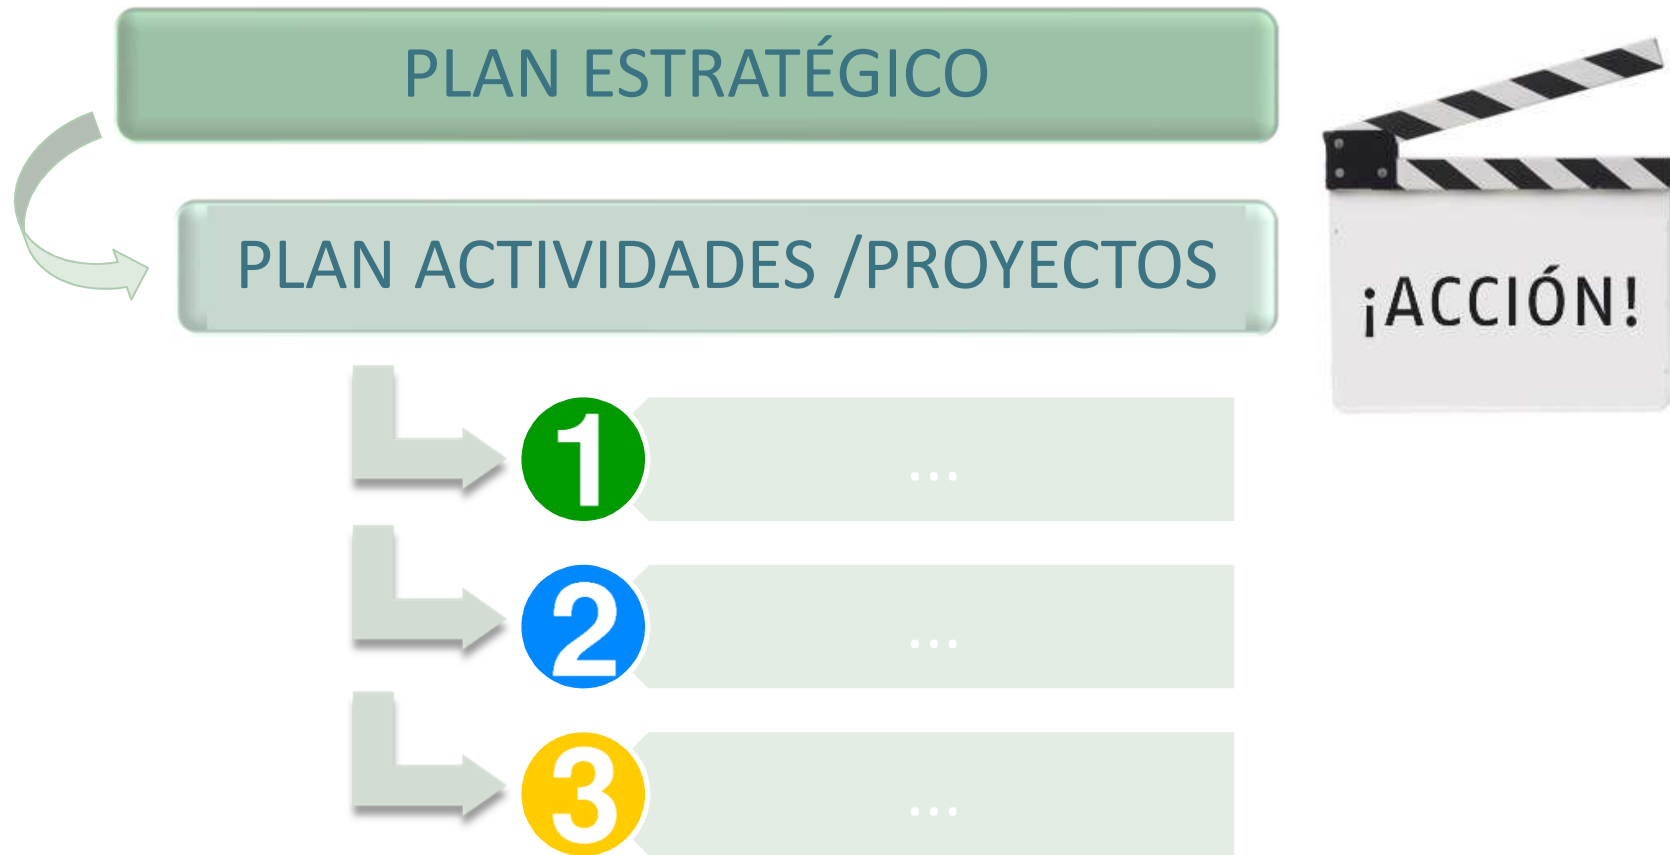 PLAN ESTRATÉGICO
PLAN ACTIVIDADES /PROYECTOS
¡ACCIÓN!
1
...
2
...
3
...